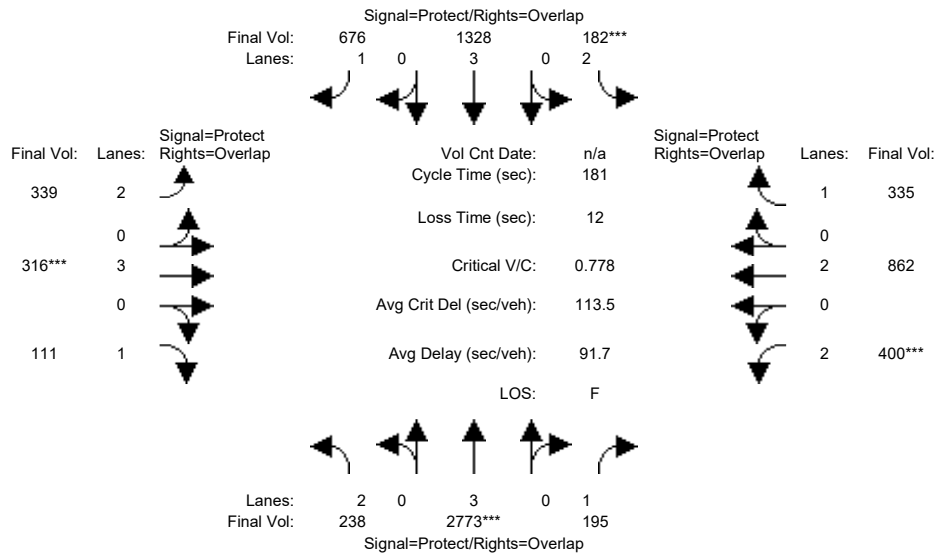 Signal=Protect/Rights=Overlap
Final Vol: 676 1328 182***
Lanes: 1 0 3 0 2
Signal=Protect Signal=Protect
Final Vol: Lanes: Rights=Overlap Vol Cnt Date: n/a Rights=Overlap Lanes: Final Vol:
Cycle Time (sec): 181
339 2 1 335
Loss Time (sec): 12
0 0
316*** 3 Critical V/C: 0.778 2 862
0 Avg Crit Del (sec/veh): 113.5 0
111 1 Avg Delay (sec/veh): 91.7 2 400***
LOS: F
Lanes: 2 0 3 0 1
Final Vol: 238 2773*** 195
Signal=Protect/Rights=Overlap